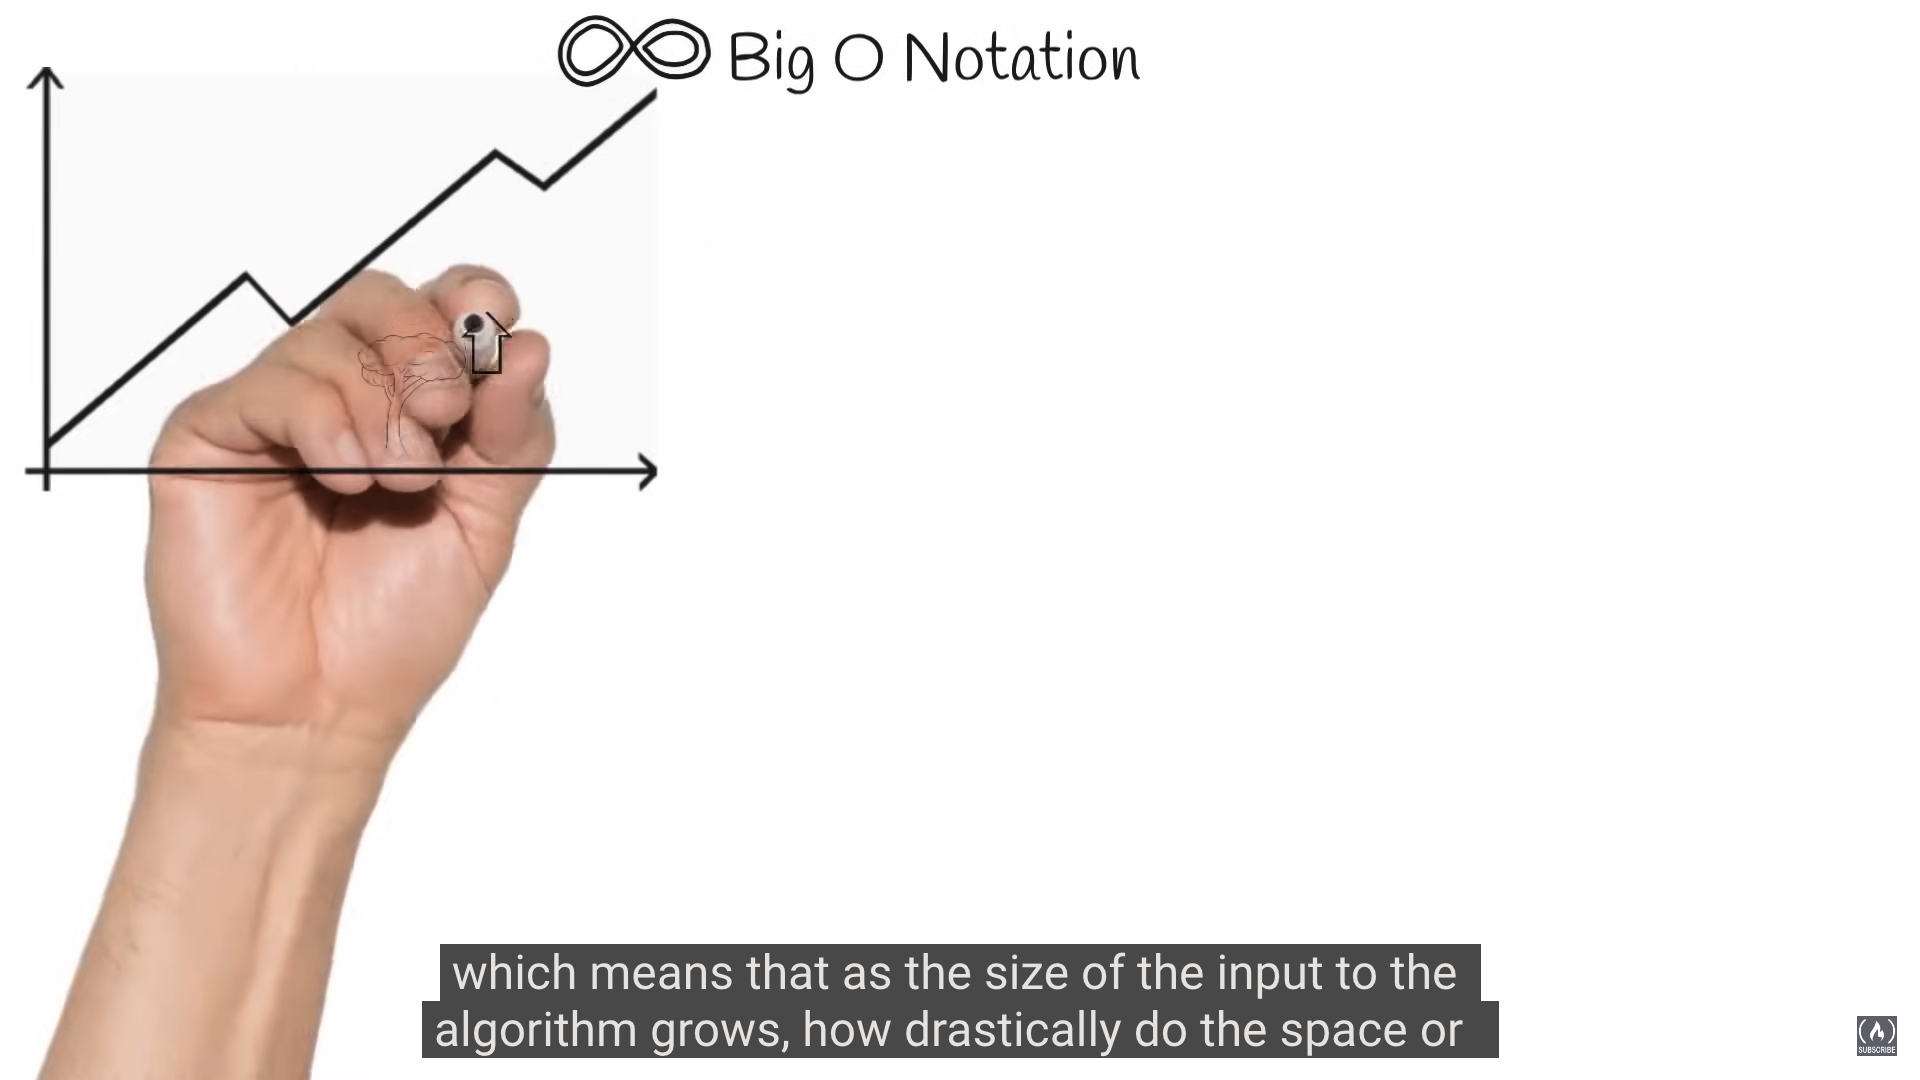 Big O Notation
which means that as the size of the input to the
algorithm grows, how drastically do the space or
SUBSCRIBE